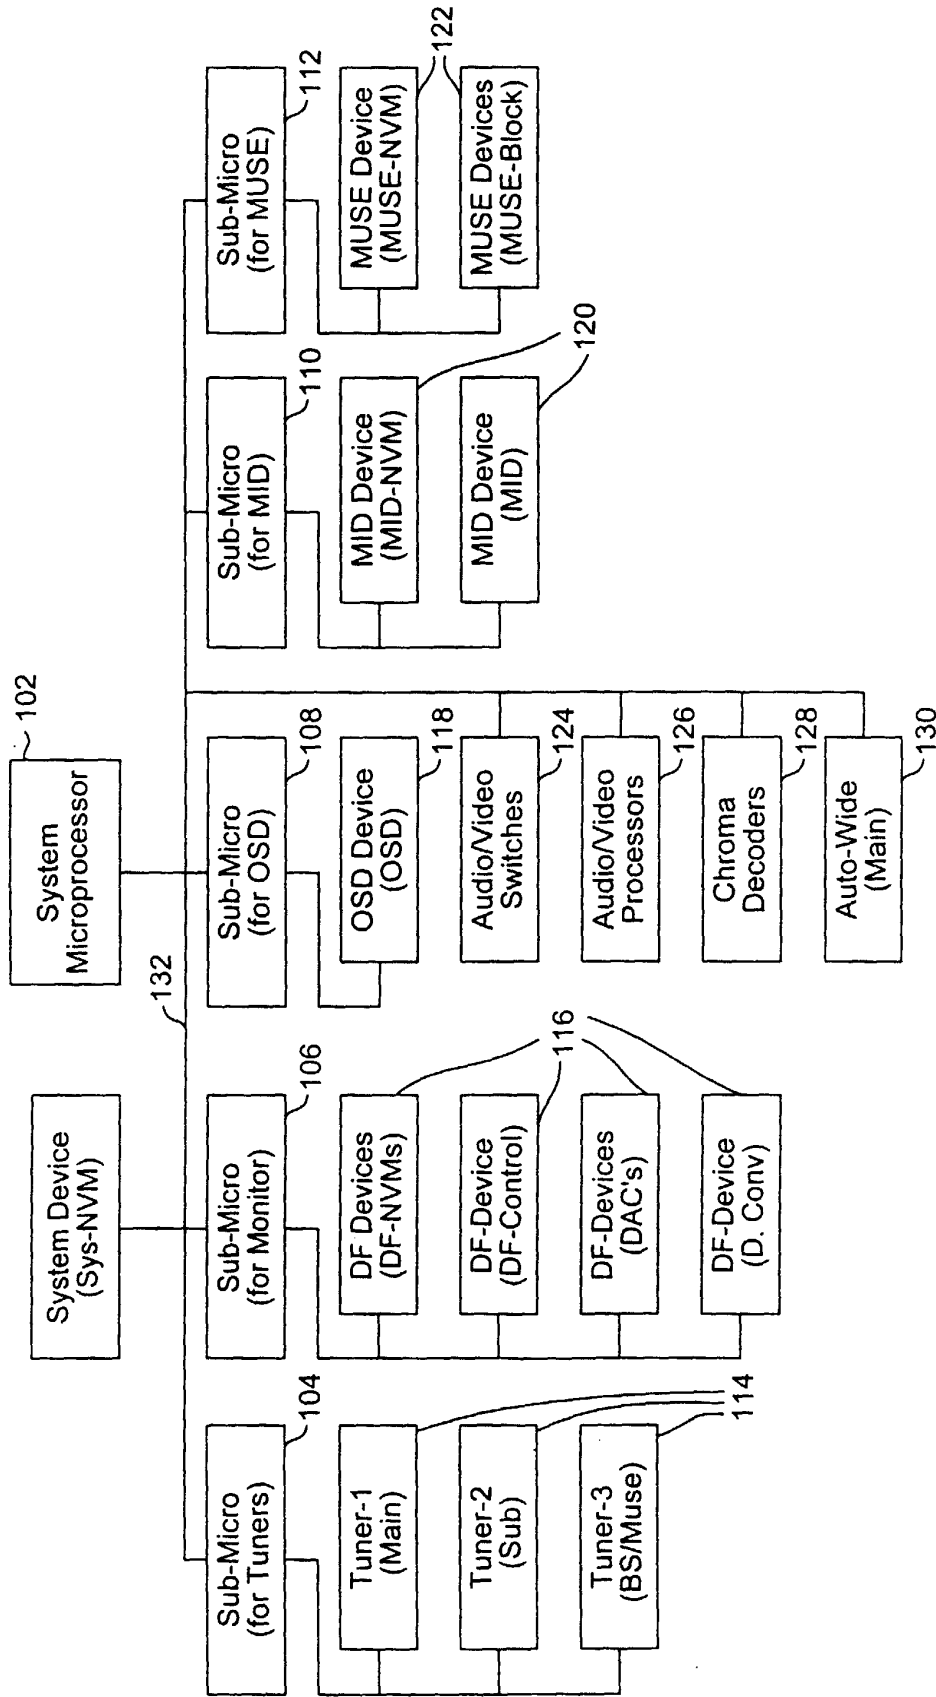 System Device
(Sys-NVM)
132
System
Microprocessor
102
Sub-Micro
(for Tuners)
104
Tuner-1
(Main)
Tuner-2
(Sub)
Tuner-3
(BS/Muse)
114
Sub-Micro
(for Monitor)
106
DF Devices
(DF-NVMs)
DF-Device
(DF-Control)
DF-Devices
(DAC's)
DF-Device
(D. Conv)
116
Sub-Micro
(for OSD)
108
OSD Device
(OSD)
118
Audio/Video
Switches
124
Audio/Video
Processors
126
Chroma
Decoders
128
Auto-Wide
(Main)
130
Sub-Micro
(for MID)
110
MID Device
(MID-NVM)
MID Device
(MID)
120
Sub-Micro
(for MUSE)
112
MUSE Device
(MUSE-NVM)
MUSE Devices
(MUSE-Block)
122